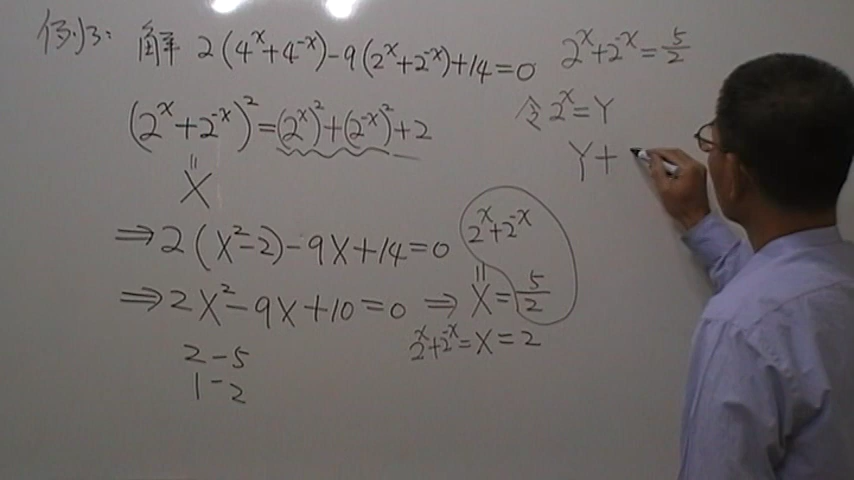 例3: 解 2(4^x+4^-x)-9(2^x+2^-x)+14=0
(2^x+2^-x)^2=(2^x)^2+(2^-x)^2+2
=
X
⇒2(X^2-2)-9X+14=0
⇒2X^2-9X+10=0 ⇒ X=5/2
2-5
1-2
2^x+2^-x
=
2^x+2^-x=X=2
2^x+2^-x=5/2
令2^x=Y
Y+